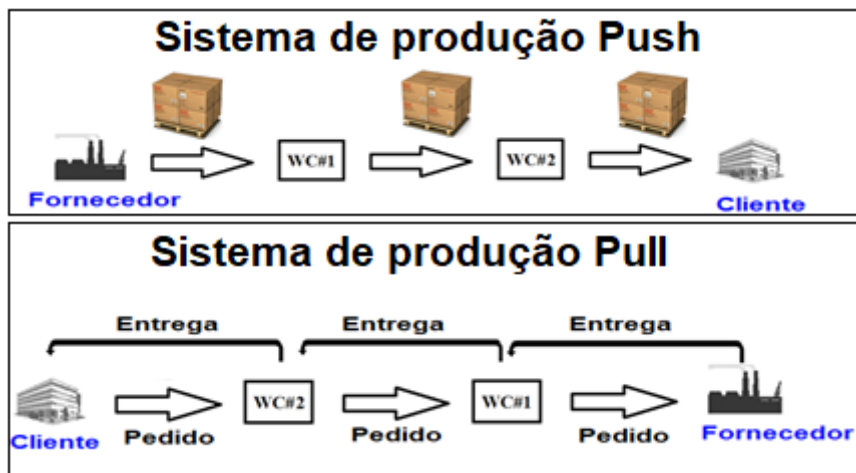 Sistema de produção Push
WC#1
WC#2
Fornecedor
Cliente
Sistema de produção Pull
Entrega
Entrega
Entrega
WC#2
WC#1
Cliente
Pedido
Pedido
Pedido
Fornecedor